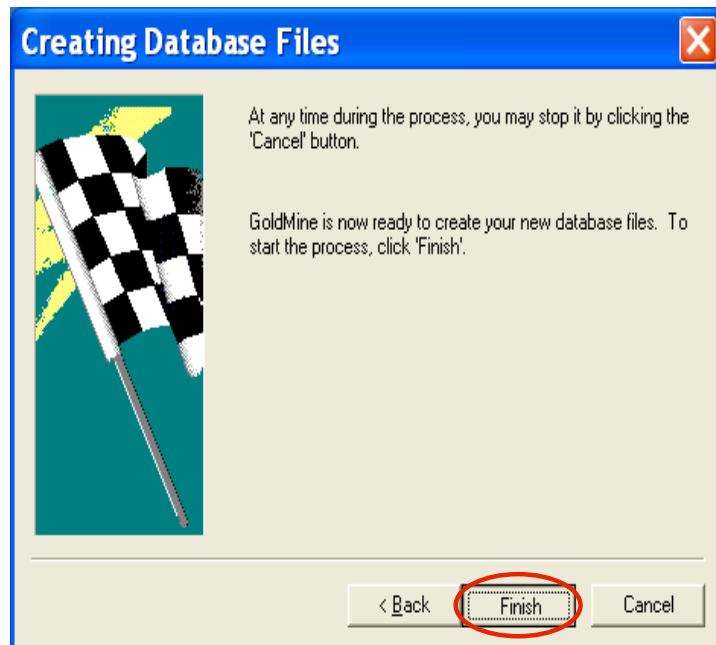 Creating Database Files
At any time during the process, you may stop it by clicking the
'Cancel' button.
GoldMine is now ready to create your new database files.  To
start the process, click 'Finish'.
< Back
Finish
Cancel